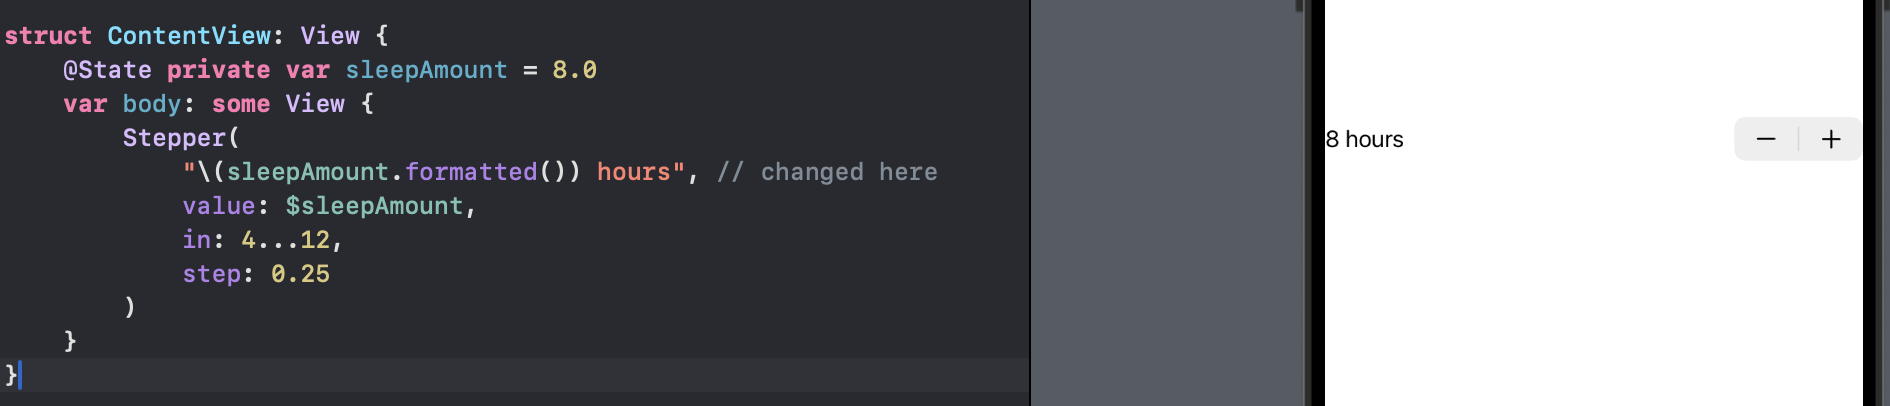 struct ContentView: View {
@State private var sleepAmount = 8.0
var body: some View {
Stepper(
"\(sleepAmount.formatted()) hours", // changed here
value: $sleepAmount,
in: 4...12,
step: 0.25
)
}
}
8 hours